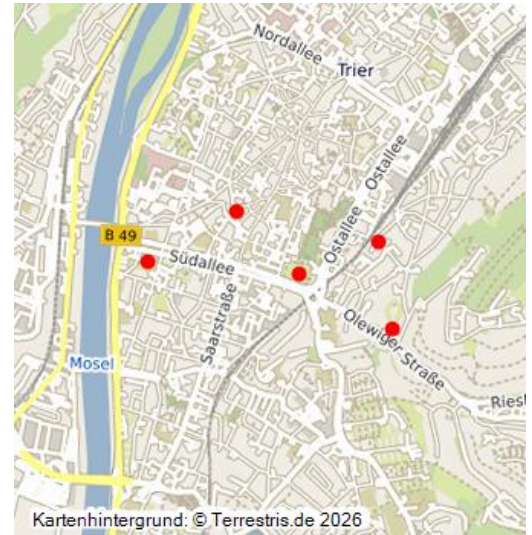 Nordallee
Trier
Ostallee
Ostallee
B 49
Südallee
Saarstraße
Olewiger Straße
Mosel
Riesl
Kartenhintergrund: © Terrestris.de 2026